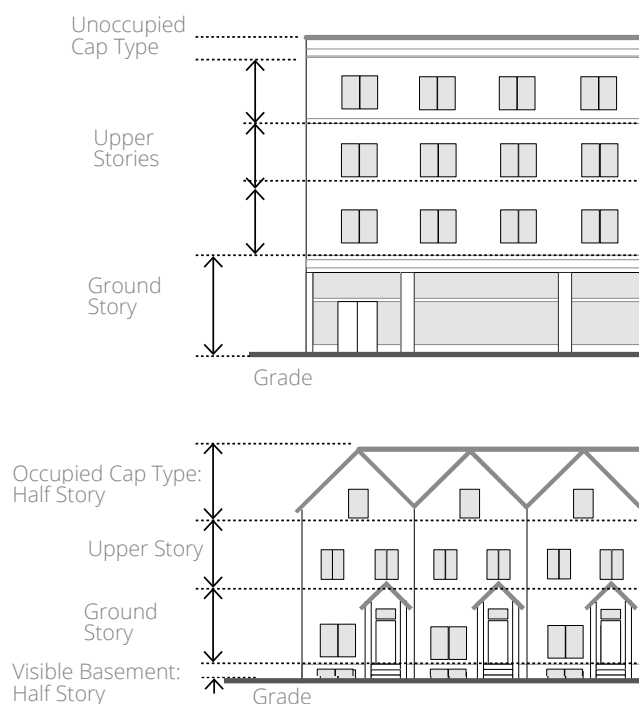 Unoccupied
Cap Type
Upper
Stories
Ground
Story
Grade
Occupied Cap Type:
Half Story
Upper Story
Ground
Story
Visible Basement:
Half Story
Grade